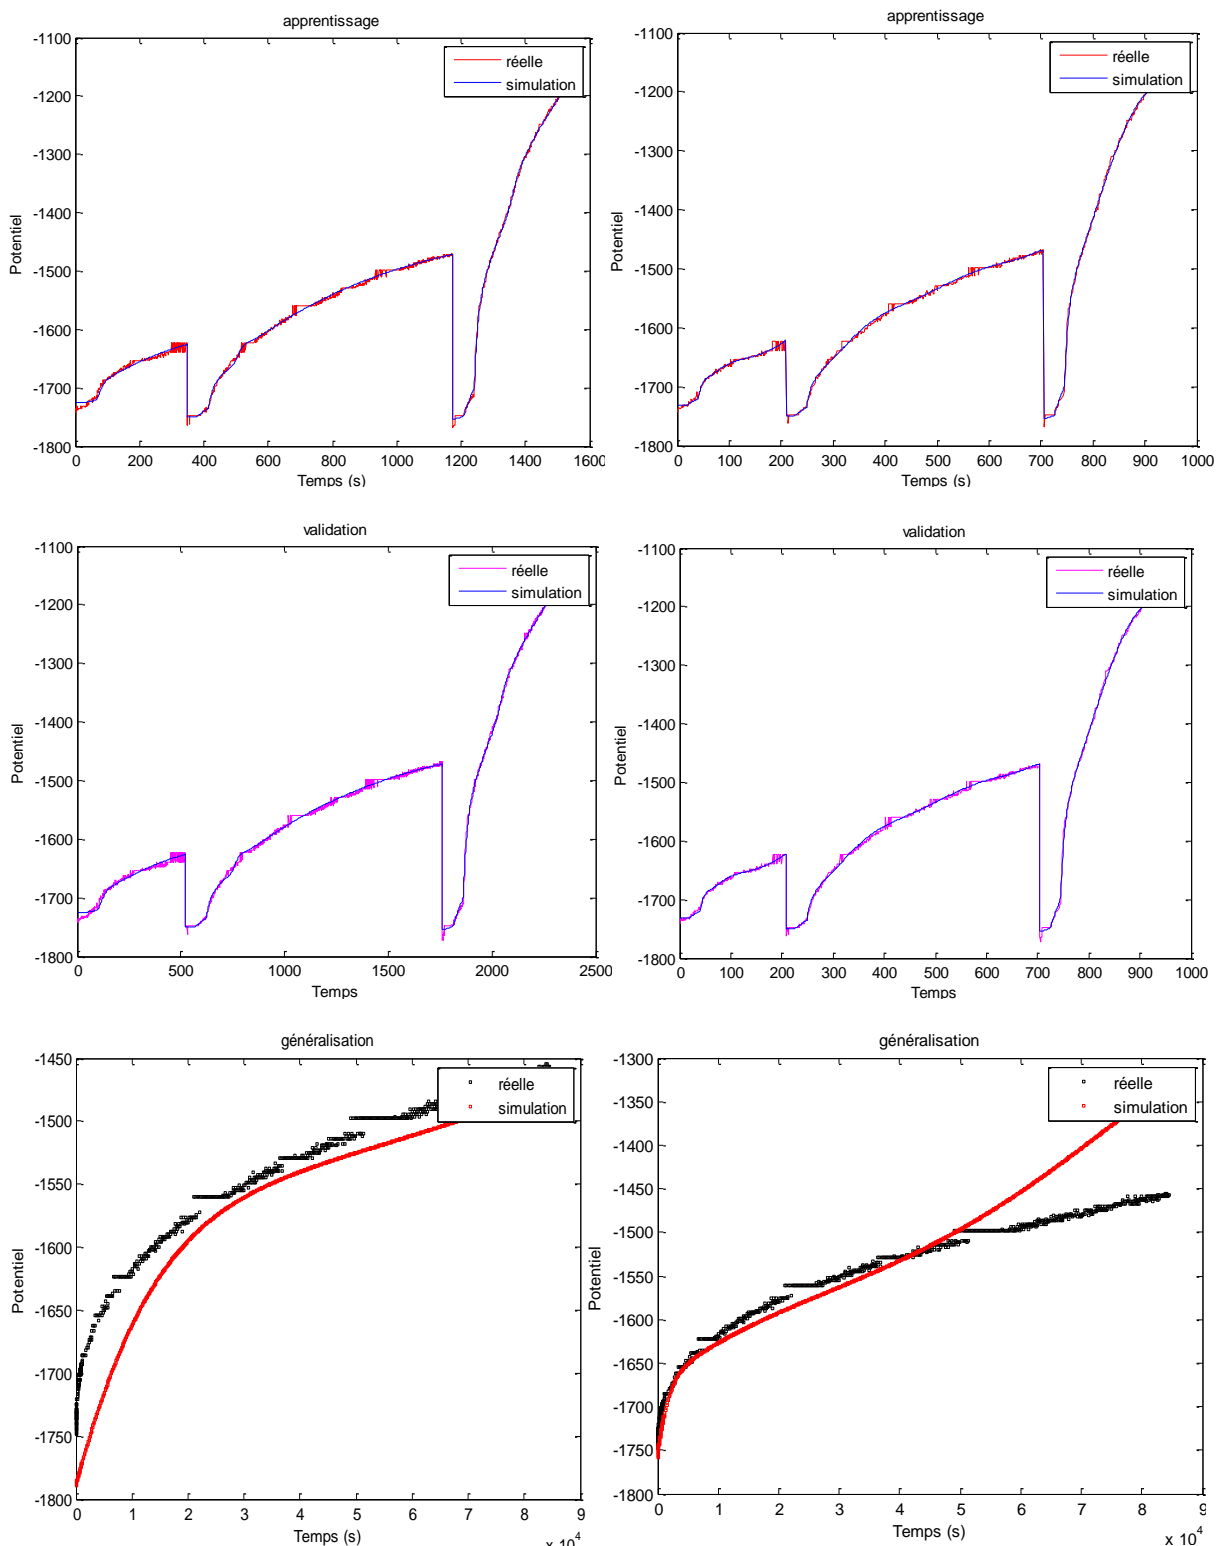 apprentissage
-1100
-1200
-1300
-1400
-1500
-1600
-1700
-1800
Potentiel
réelle
simulation
0 200 400 600 800 1000 1200 1400 1600
Temps (s)
apprentissage
-1100
-1200
-1300
-1400
-1500
-1600
-1700
-1800
Potentiel
réelle
simulation
0 100 200 300 400 500 600 700 800 900 1000
Temps (s)
validation
-1100
-1200
-1300
-1400
-1500
-1600
-1700
-1800
Potentiel
réelle
simulation
0 500 1000 1500 2000 2500
Temps
validation
-1100
-1200
-1300
-1400
-1500
-1600
-1700
-1800
Potentiel
réelle
simulation
0 100 200 300 400 500 600 700 800 900 1000
Temps
généralisation
-1450
-1500
-1550
-1600
-1650
-1700
-1750
-1800
Potentiel
réelle
simulation
0 1 2 3 4 5 6 7 8 9
Temps (s)
x 10^4
généralisation
-1300
-1350
-1400
-1450
-1500
-1550
-1600
-1650
-1700
-1750
-1800
Potentiel
réelle
simulation
0 1 2 3 4 5 6 7 8 9
Temps (s)
x 10^4